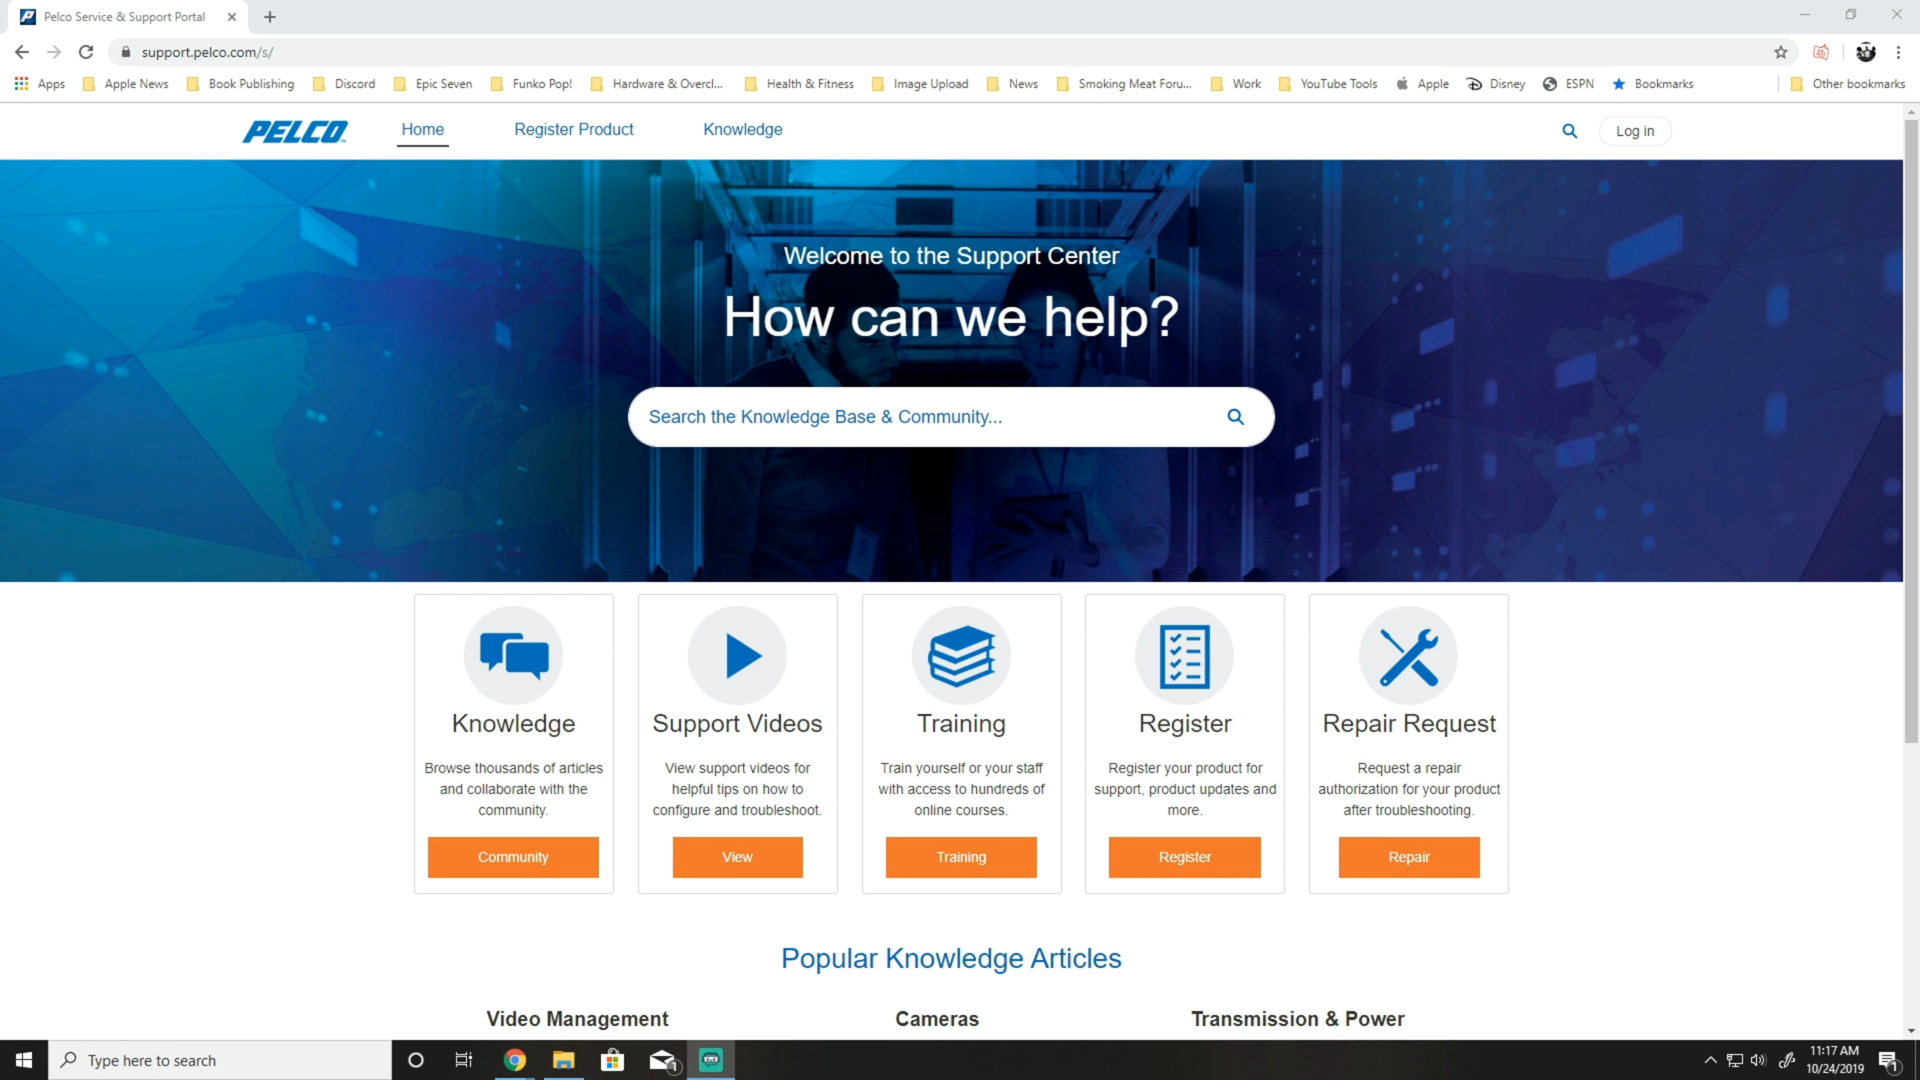 Pelco Service & Support Portal
support.pelco.com/s/
Apps Apple News Book Publishing Discord Epic Seven Funko Pop! Hardware & Overcl... Health & Fitness Image Upload News Smoking Meat Foru... Work YouTube Tools Apple Disney ESPN Bookmarks Other bookmarks
PELCO Home Register Product Knowledge Log in
Welcome to the Support Center
How can we help?
Search the Knowledge Base & Community...
Knowledge
Browse thousands of articles
and collaborate with the
community.
Community
Support Videos
View support videos for
helpful tips on how to
configure and troubleshoot.
View
Training
Train yourself or your staff
with access to hundreds of
online courses.
Training
Register
Register your product for
support, product updates and
more.
Register
Repair Request
Request a repair
authorization for your product
after troubleshooting.
Repair
Popular Knowledge Articles
Video Management Cameras Transmission & Power
Type here to search
1
11:17 AM
10/24/2019
1